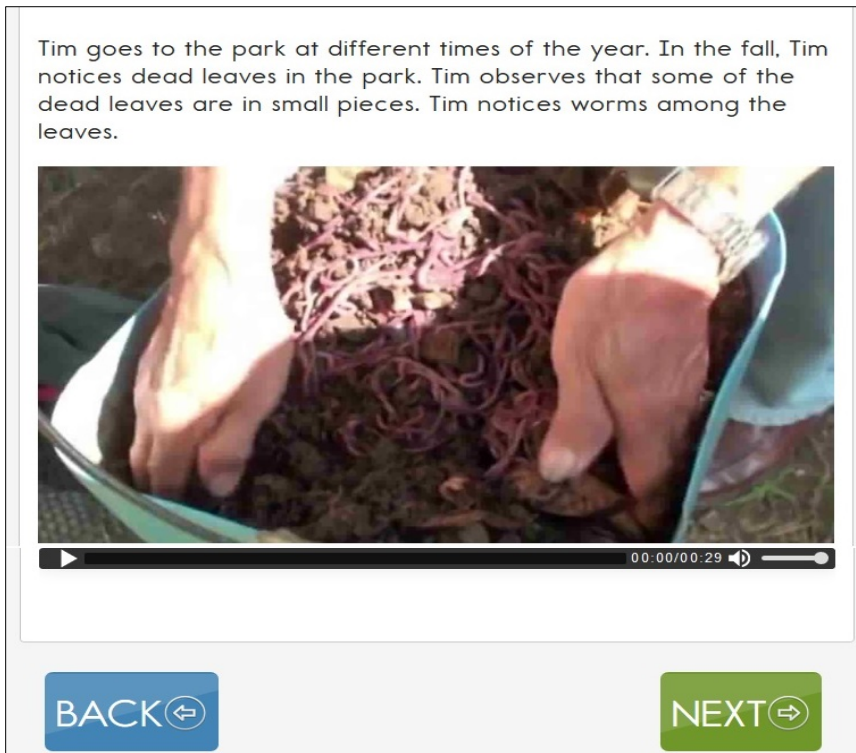 Tim goes to the park at different times of the year. In the fall, Tim
notices dead leaves in the park. Tim observes that some of the
dead leaves are in small pieces. Tim notices worms among the
leaves.
00:00/00:29
BACK
NEXT